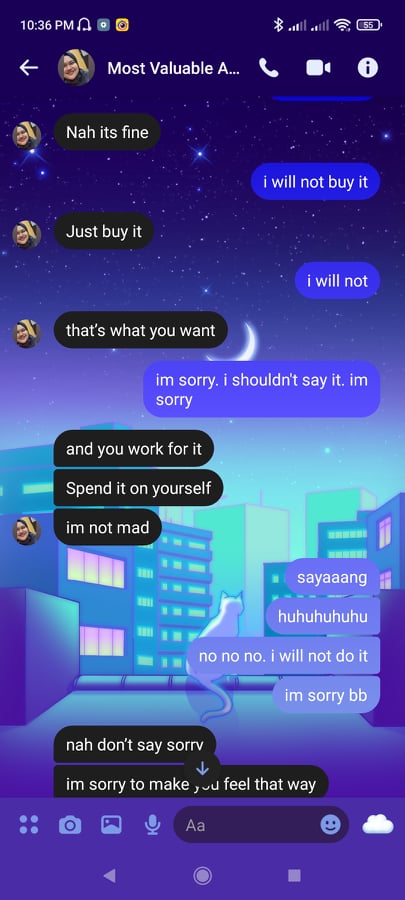 10:36 PM
55
Most Valuable A...
Nah its fine
i will not buy it
Just buy it
i will not
that's what you want
im sorry. i shouldn't say it. im
sorry
and you work for it
Spend it on yourself
im not mad
sayaaang
huhuhuhuhu
no no no. i will not do it
im sorry bb
nah don't say sorry
im sorry to make you feel that way
Aa